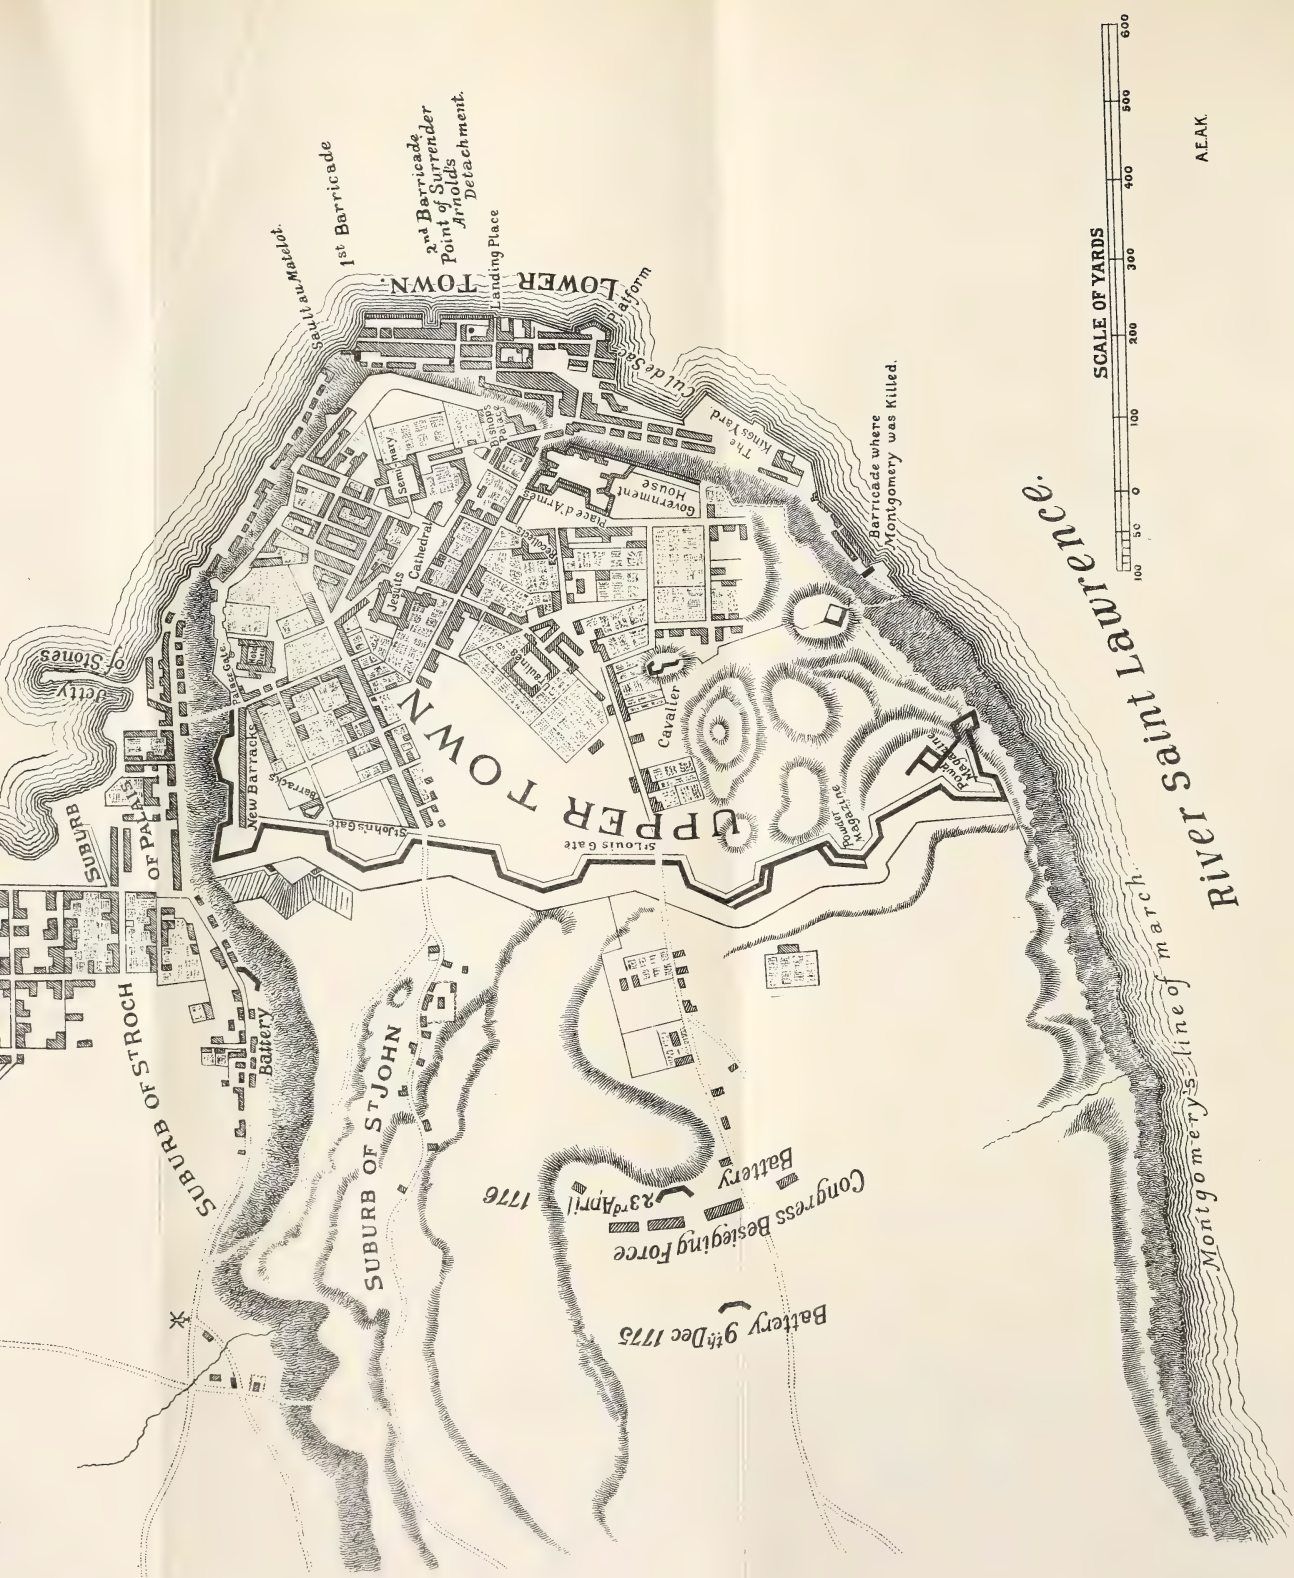 Sault au Matelot.
1st Barricade
2nd Barricade
Point of Surrender
Arnold's
Detachment.
Landing Place
LOWER TOWN.
Platform
Cul de Sac
The
Kings Yard.
Barricade where
Montgomery was Killed.
SCALE OF YARDS
100 50 0 100 200 300 400 500 600
A.E.A.K.
River Saint Lawrence.
Montgomery's line of march
Jetty
of Stones
SUBURB
OF PALAIS
Palace Gate
New Barracks
Barracks
St John's Gate
St Louis Gate
UPPER TOWN
Seminary
Bishops
Palace
Cathedral
Jesuits
Recollects
Place d'Armes
Government
House
Cavalier
Powder
Magazine
Powder
Magazine
SUBURB OF ST ROCH
Battery
SUBURB OF ST JOHN
Battery
23rd April 1776
Congress Besieging Force
Battery 9th Dec 1775